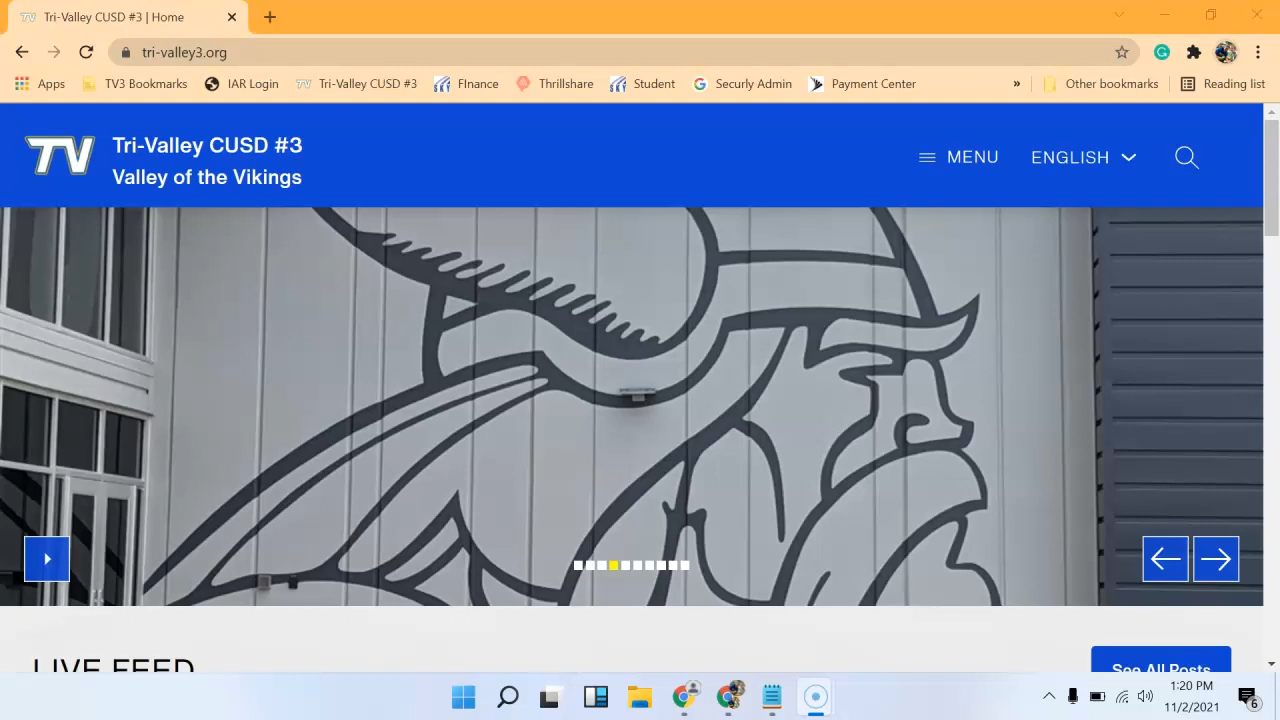 Tri-Valley CUSD #3 | Home
tri-valley3.org
Apps
TV3 Bookmarks
IAR Login
Tri-Valley CUSD #3
FInance
Thrillshare
Student
Securly Admin
Payment Center
»
Other bookmarks
Reading list
TV
Tri-Valley CUSD #3
Valley of the Vikings
MENU
ENGLISH
LIVE FEED
See All Posts
1:20 PM
11/2/2021
6